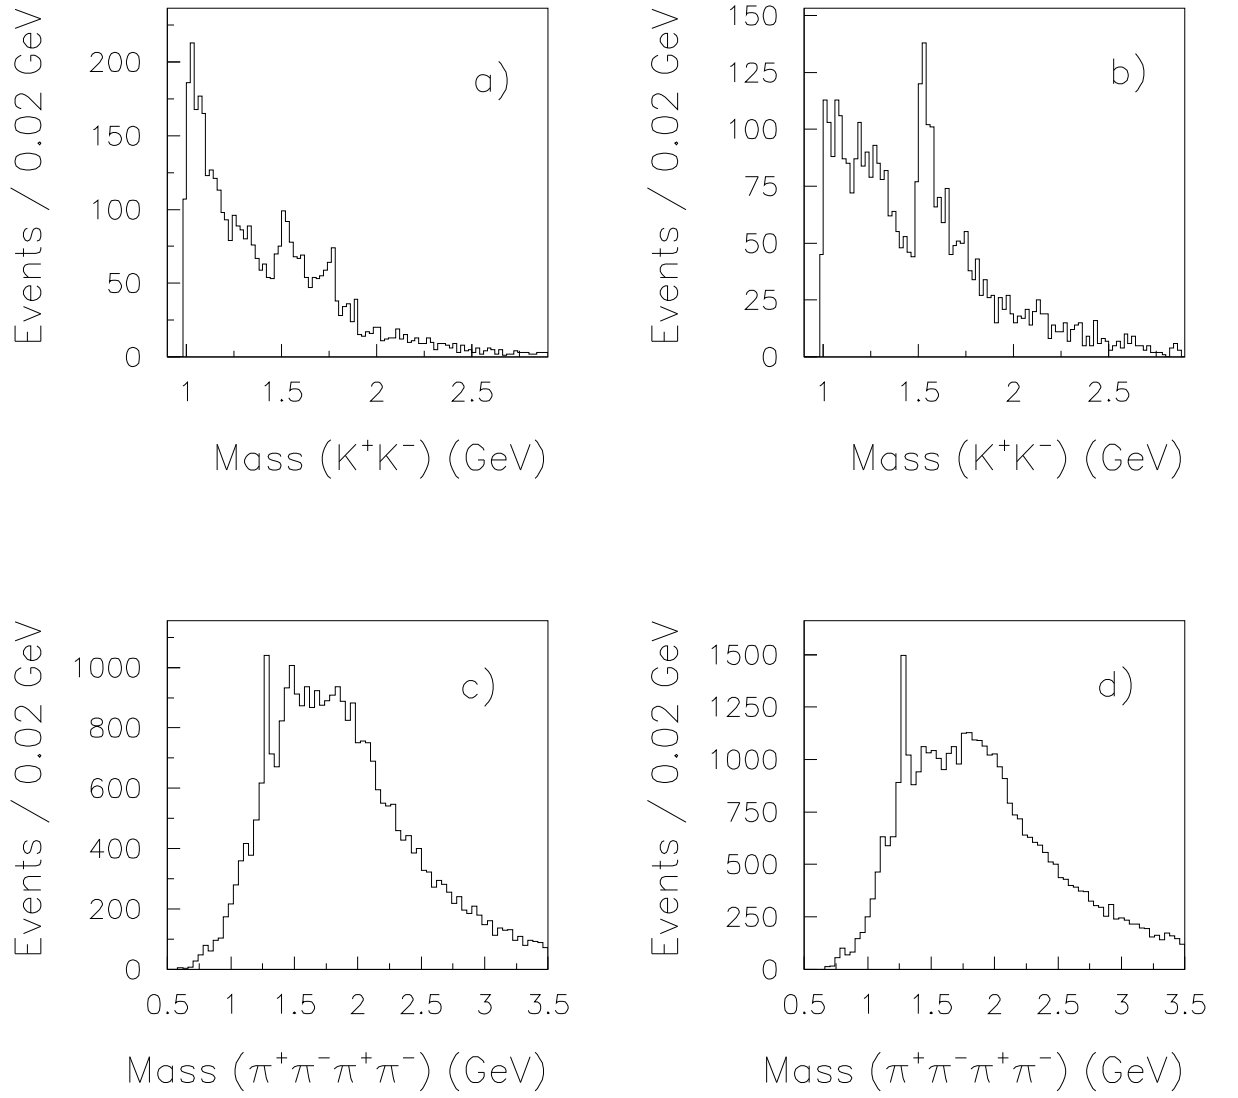 Events / 0.02 GeV
200
150
100
50
0
a)
1 1.5 2 2.5
Mass (K⁺K⁻) (GeV)
Events / 0.02 GeV
150
125
100
75
50
25
0
b)
1 1.5 2 2.5
Mass (K⁺K⁻) (GeV)
Events / 0.02 GeV
1000
800
600
400
200
0
c)
0.5 1 1.5 2 2.5 3 3.5
Mass (π⁺π⁻π⁺π⁻) (GeV)
Events / 0.02 GeV
1500
1250
1000
750
500
250
0
d)
0.5 1 1.5 2 2.5 3 3.5
Mass (π⁺π⁻π⁺π⁻) (GeV)